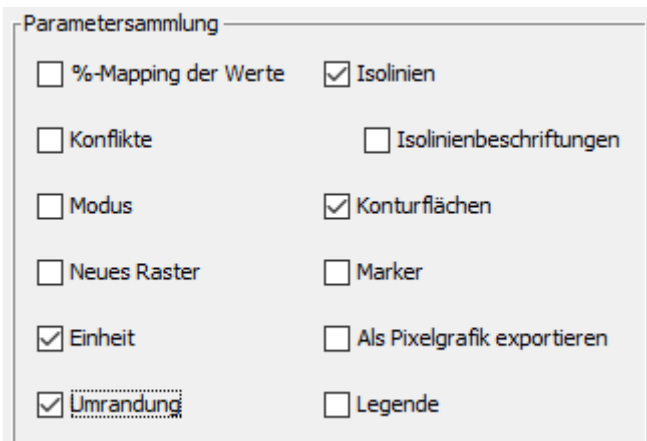 Parametersammlung
%-Mapping der Werte
Isolinien
Konflikte
Isolinienbeschriftungen
Modus
Konturflächen
Neues Raster
Marker
Einheit
Als Pixelgrafik exportieren
Umrandung
Legende